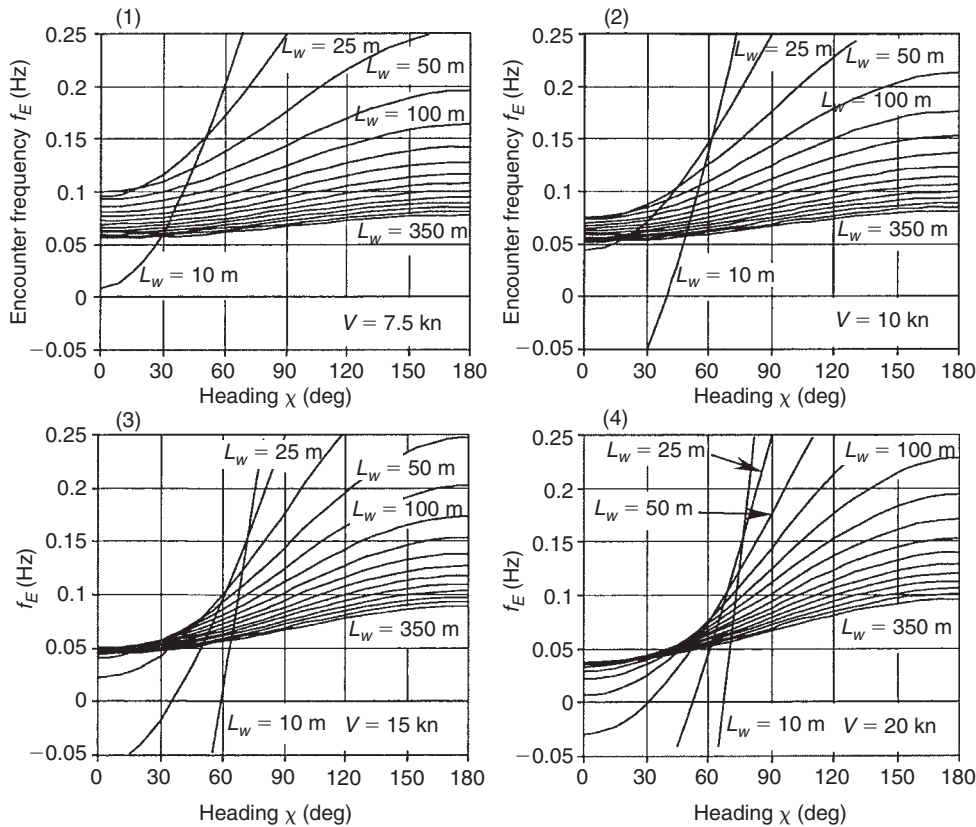 (1)
0.25
0.2
0.15
0.1
0.05
0
−0.05
Encounter frequency f_E (Hz)
L_W = 25 m
L_W = 50 m
L_W = 100 m
L_W = 350 m
L_W = 10 m
V = 7.5 kn
0 30 60 90 120 150 180
Heading χ (deg)
(2)
0.25
0.2
0.15
0.1
0.05
0
−0.05
Encounter frequency f_E (Hz)
L_W = 25 m
L_W = 50 m
L_W = 100 m
L_W = 350 m
L_W = 10 m
V = 10 kn
0 30 60 90 120 150 180
Heading χ (deg)
(3)
0.25
0.2
0.15
0.1
0.05
0
−0.05
f_E (Hz)
L_W = 25 m
L_W = 50 m
L_W = 100 m
L_W = 350 m
L_W = 10 m
V = 15 kn
0 30 60 90 120 150 180
Heading χ (deg)
(4)
0.25
0.2
0.15
0.1
0.05
0
−0.05
f_E (Hz)
L_W = 25 m
L_W = 100 m
L_W = 50 m
L_W = 350 m
L_W = 10 m
V = 20 kn
0 30 60 90 120 150 180
Heading χ (deg)